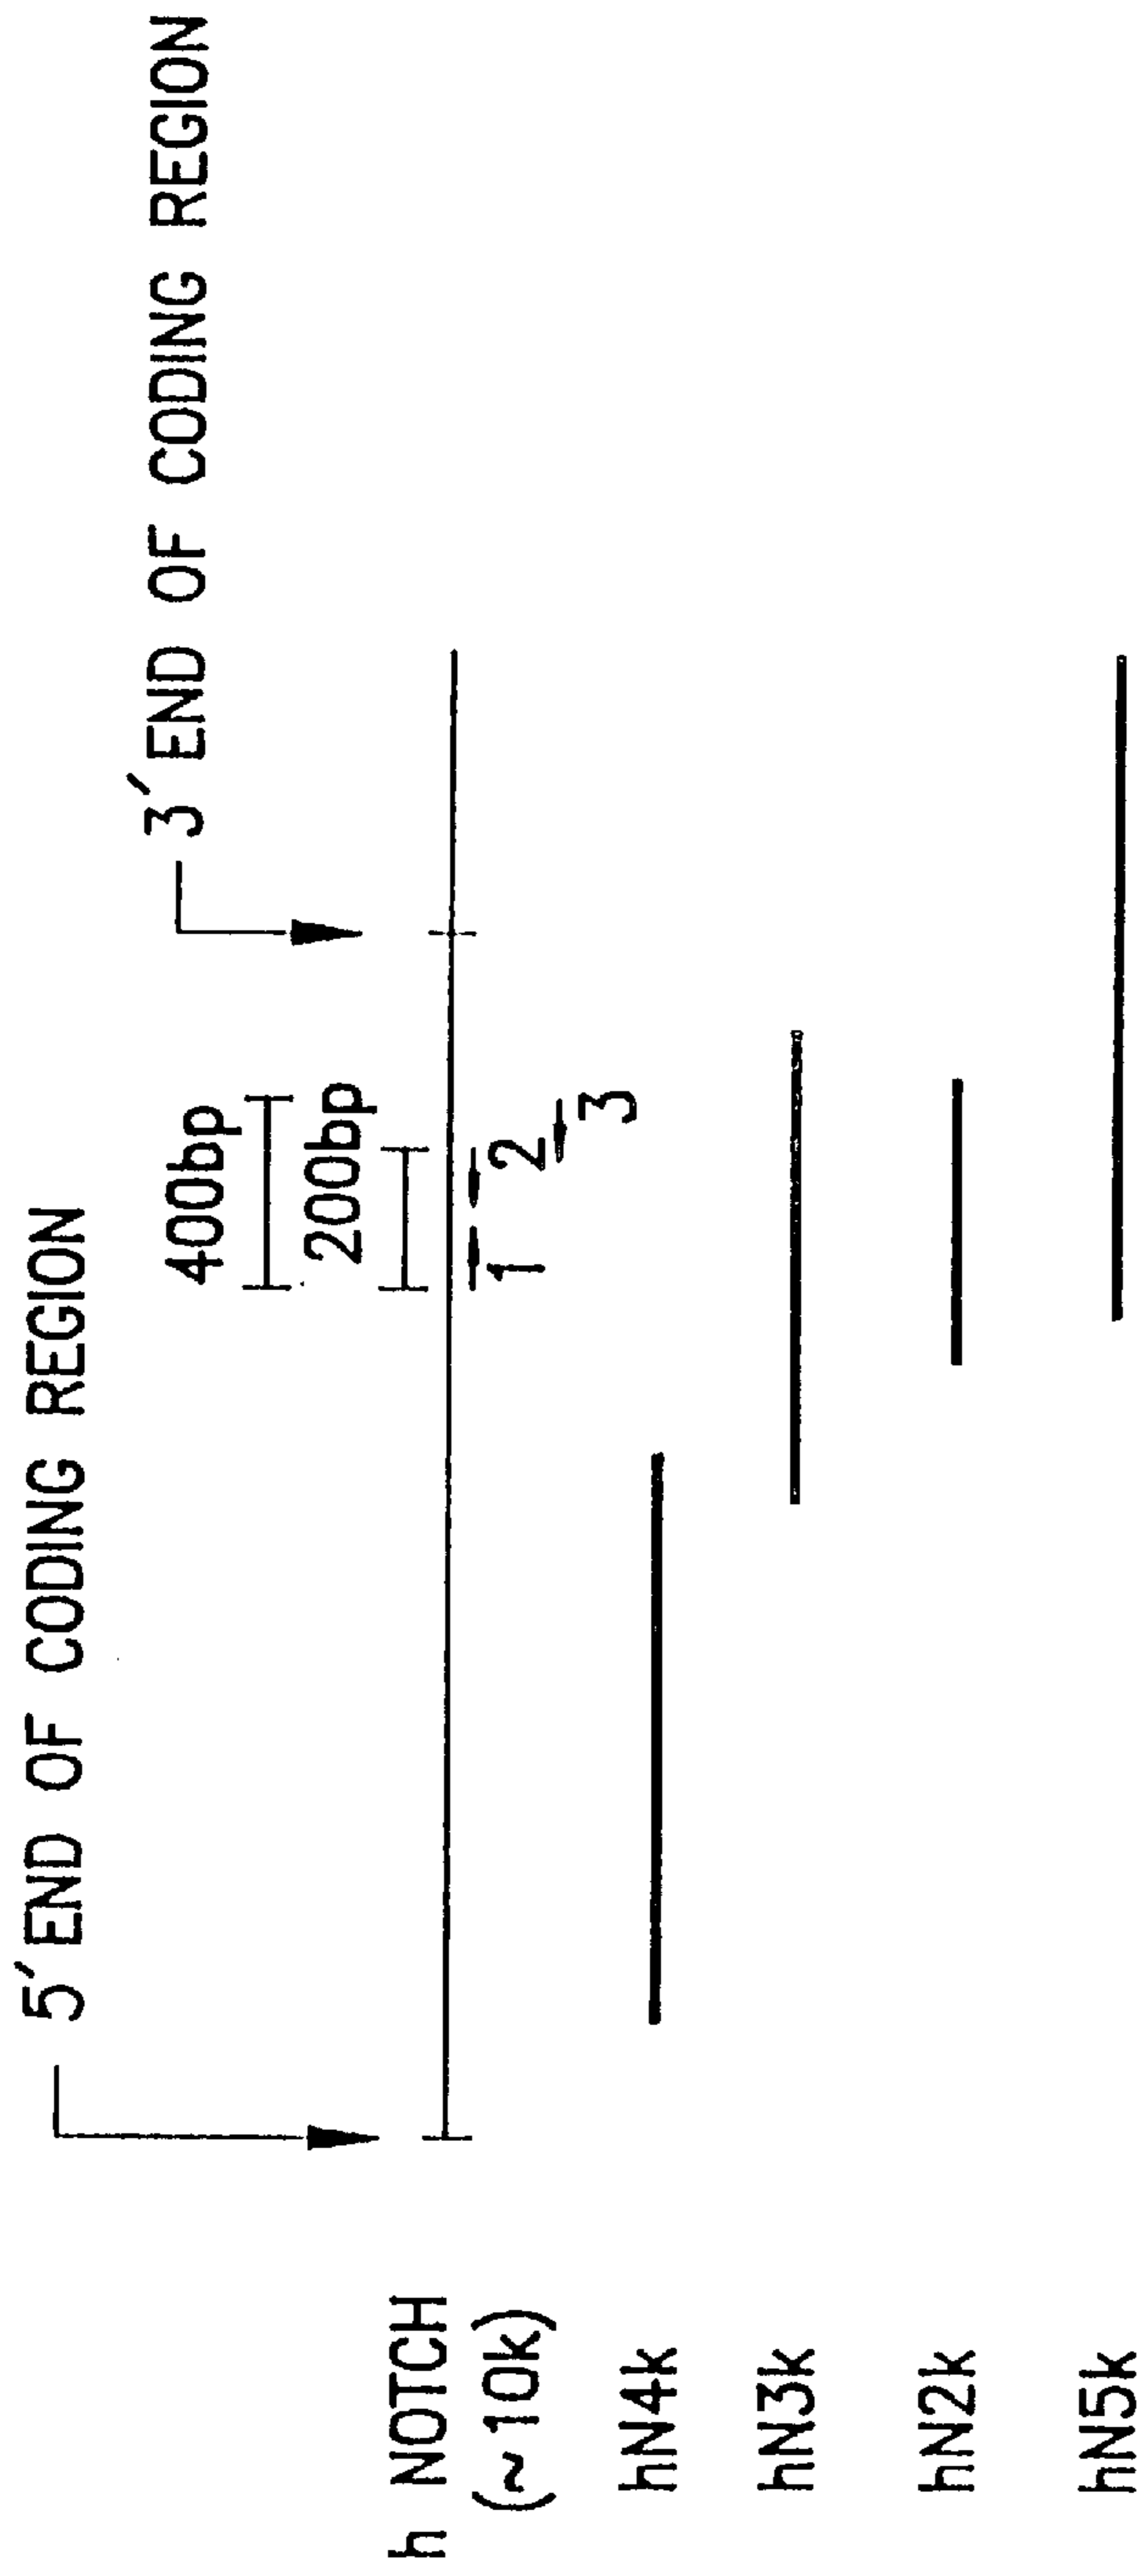 5´END OF CODING REGION
3´END OF CODING REGION
400bp
200bp
1
2
3
h NOTCH
(~10k)
hN4k
hN3k
hN2k
hN5k